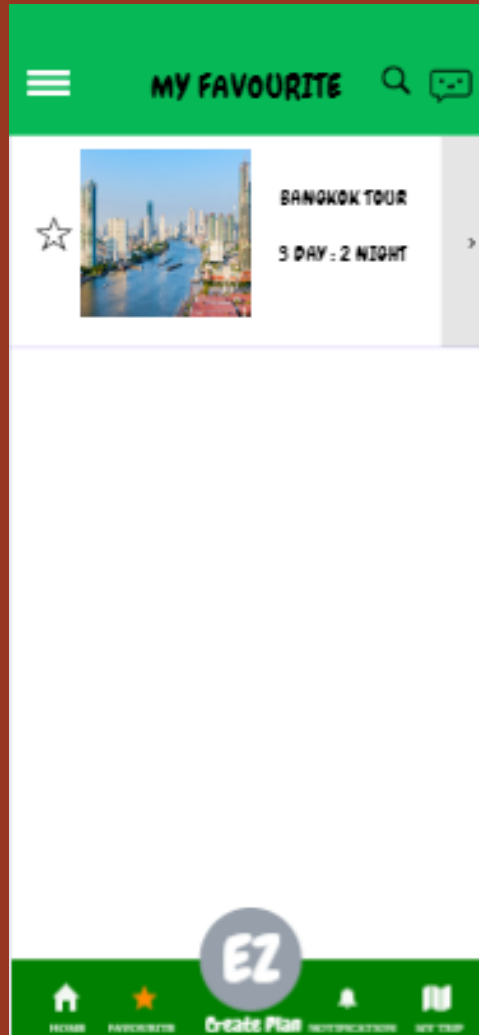 MY FAVOURITE
BANGKOK TOUR
3 DAY : 2 NIGHT
EZ
HOME
FAVOURITE
Create Plan
NOTIFICATION
MY TRIP